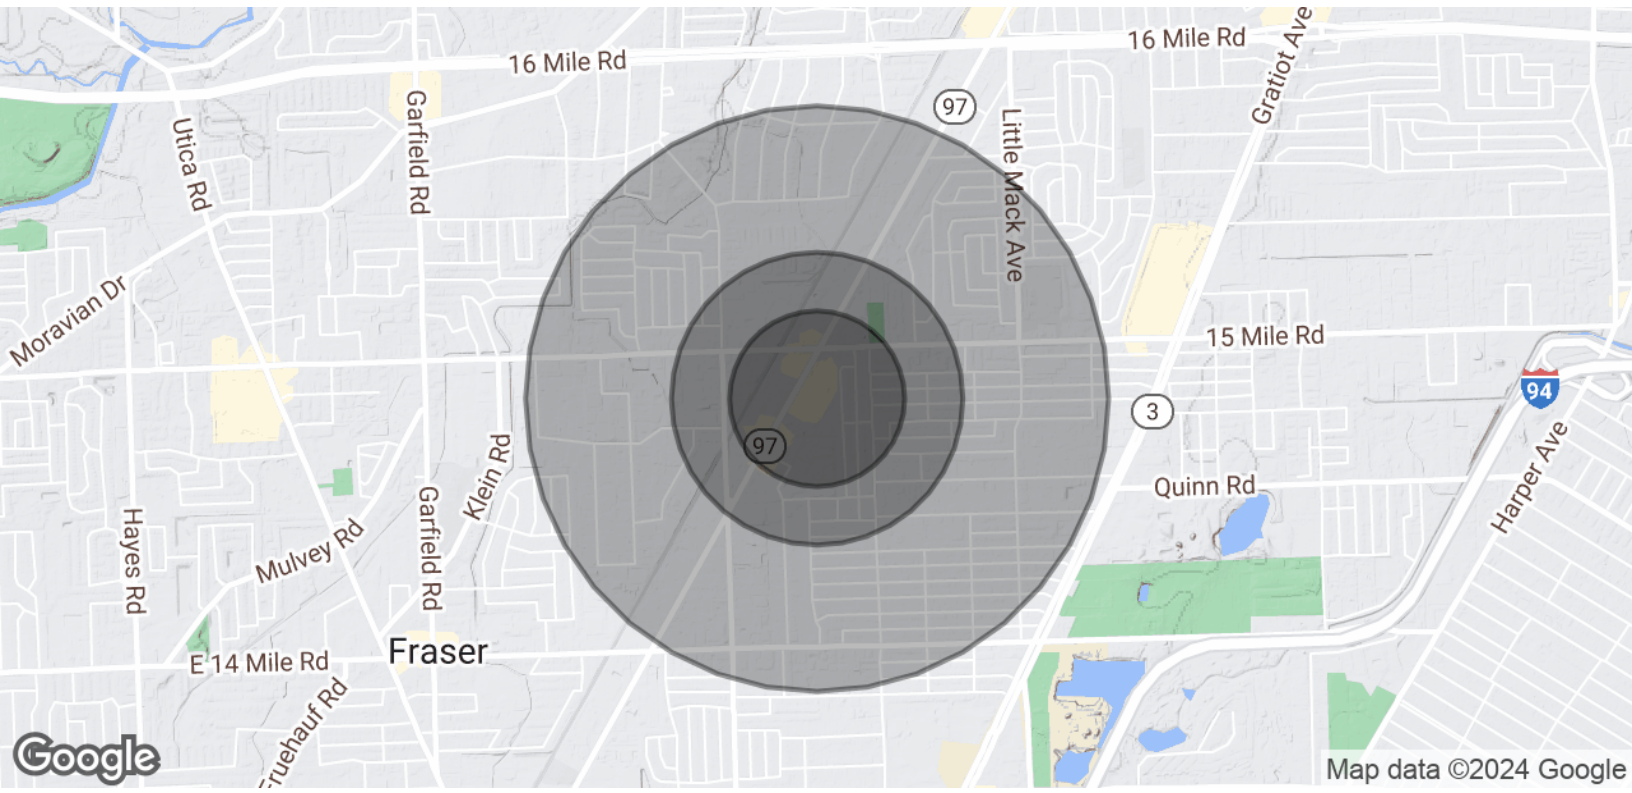 16 Mile Rd
16 Mile Rd
97
Gratiot Ave
Garfield Rd
Little Mack Ave
Utica Rd
Moravian Dr
15 Mile Rd
94
3
97
Klein Rd
Quinn Rd
Harper Ave
Hayes Rd
Mulvey Rd
Garfield Rd
Fraser
E 14 Mile Rd
Fruehauf Rd
Google
Map data ©2024 Google